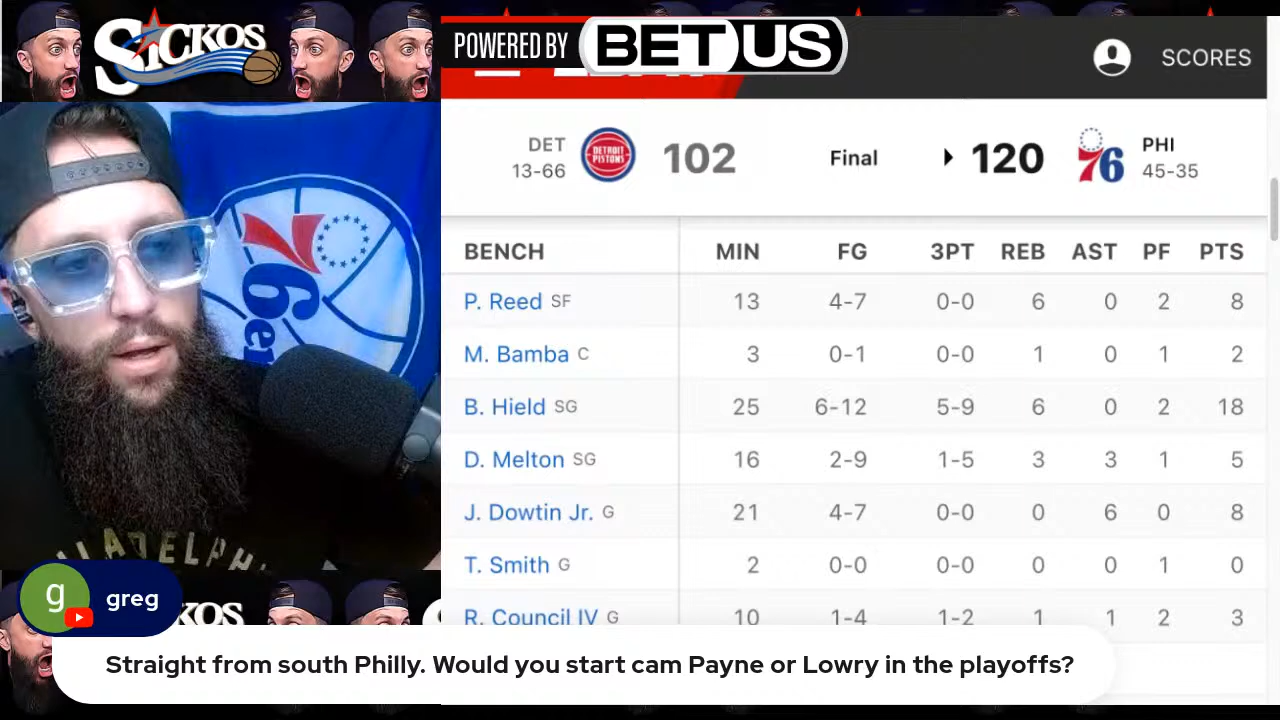 SiCKOS
POWERED BY BETUS
SCORES
DET
13-66
DETROIT
PISTONS
102
Final
120
76
PHI
45-35
BENCH MIN FG 3PT REB AST PF PTS
P. Reed SF 13 4-7 0-0 6 0 2 8
M. Bamba C 3 0-1 0-0 1 0 1 2
B. Hield SG 25 6-12 5-9 6 0 2 18
D. Melton SG 16 2-9 1-5 3 3 1 5
J. Dowtin Jr. G 21 4-7 0-0 0 6 0 8
T. Smith G 2 0-0 0-0 0 0 1 0
R. Council IV G 10 1-4 1-2 1 1 2 3
76
g
greg
Straight from south Philly. Would you start cam Payne or Lowry in the playoffs?